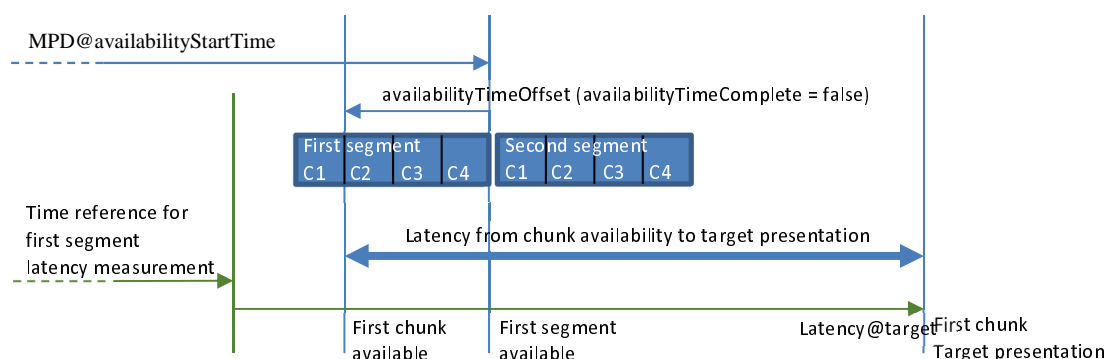 MPD@availabilityStartTime
availabilityTimeOffset (availabilityTimeComplete = false)
First segment
C1 C2 C3 C4
Second segment
C1 C2 C3 C4
Time reference for
first segment
latency measurement
Latency from chunk availability to target presentation
First chunk
available
First segment
available
Latency@target
First chunk
Target presentation